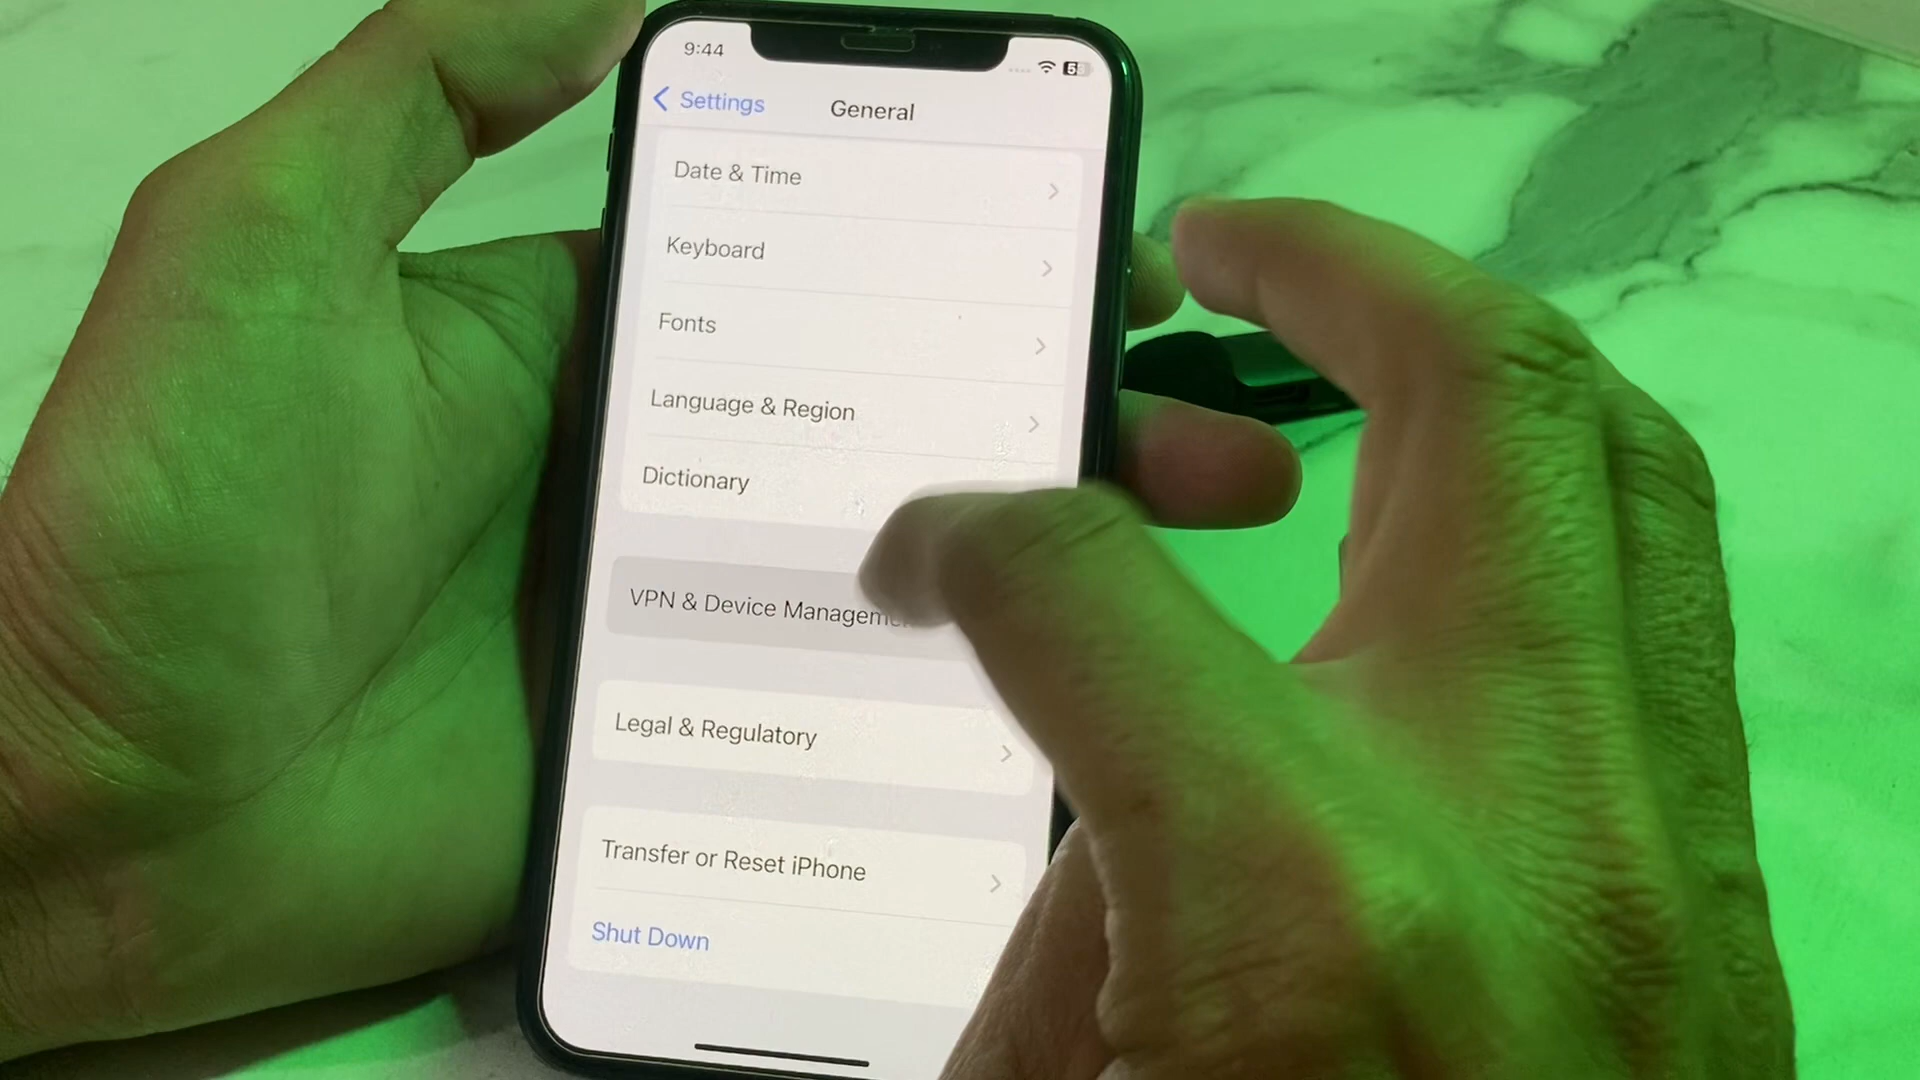 9:44
Settings
General
Date & Time
Keyboard
Fonts
Language & Region
Dictionary
VPN & Device
Legal & Regulatory
Transfer or Reset iPhone
Shut Down